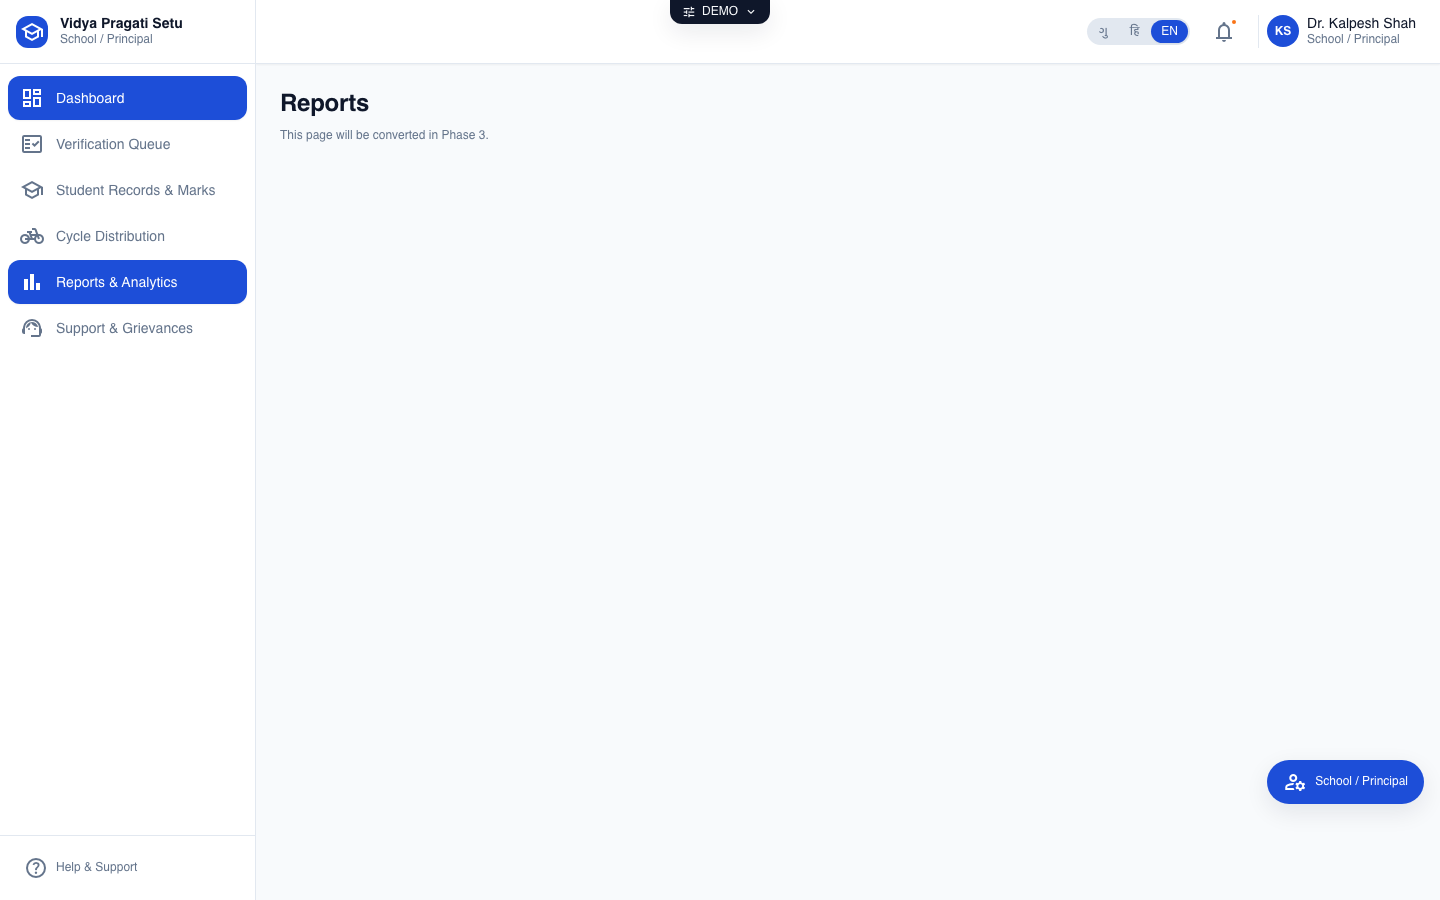 Vidya Pragati Setu
School / Principal
DEMO
ગુ
हिं
EN
KS
Dr. Kalpesh Shah
School / Principal
Dashboard
Verification Queue
Student Records & Marks
Cycle Distribution
Reports & Analytics
Support & Grievances
Reports
This page will be converted in Phase 3.
School / Principal
Help & Support